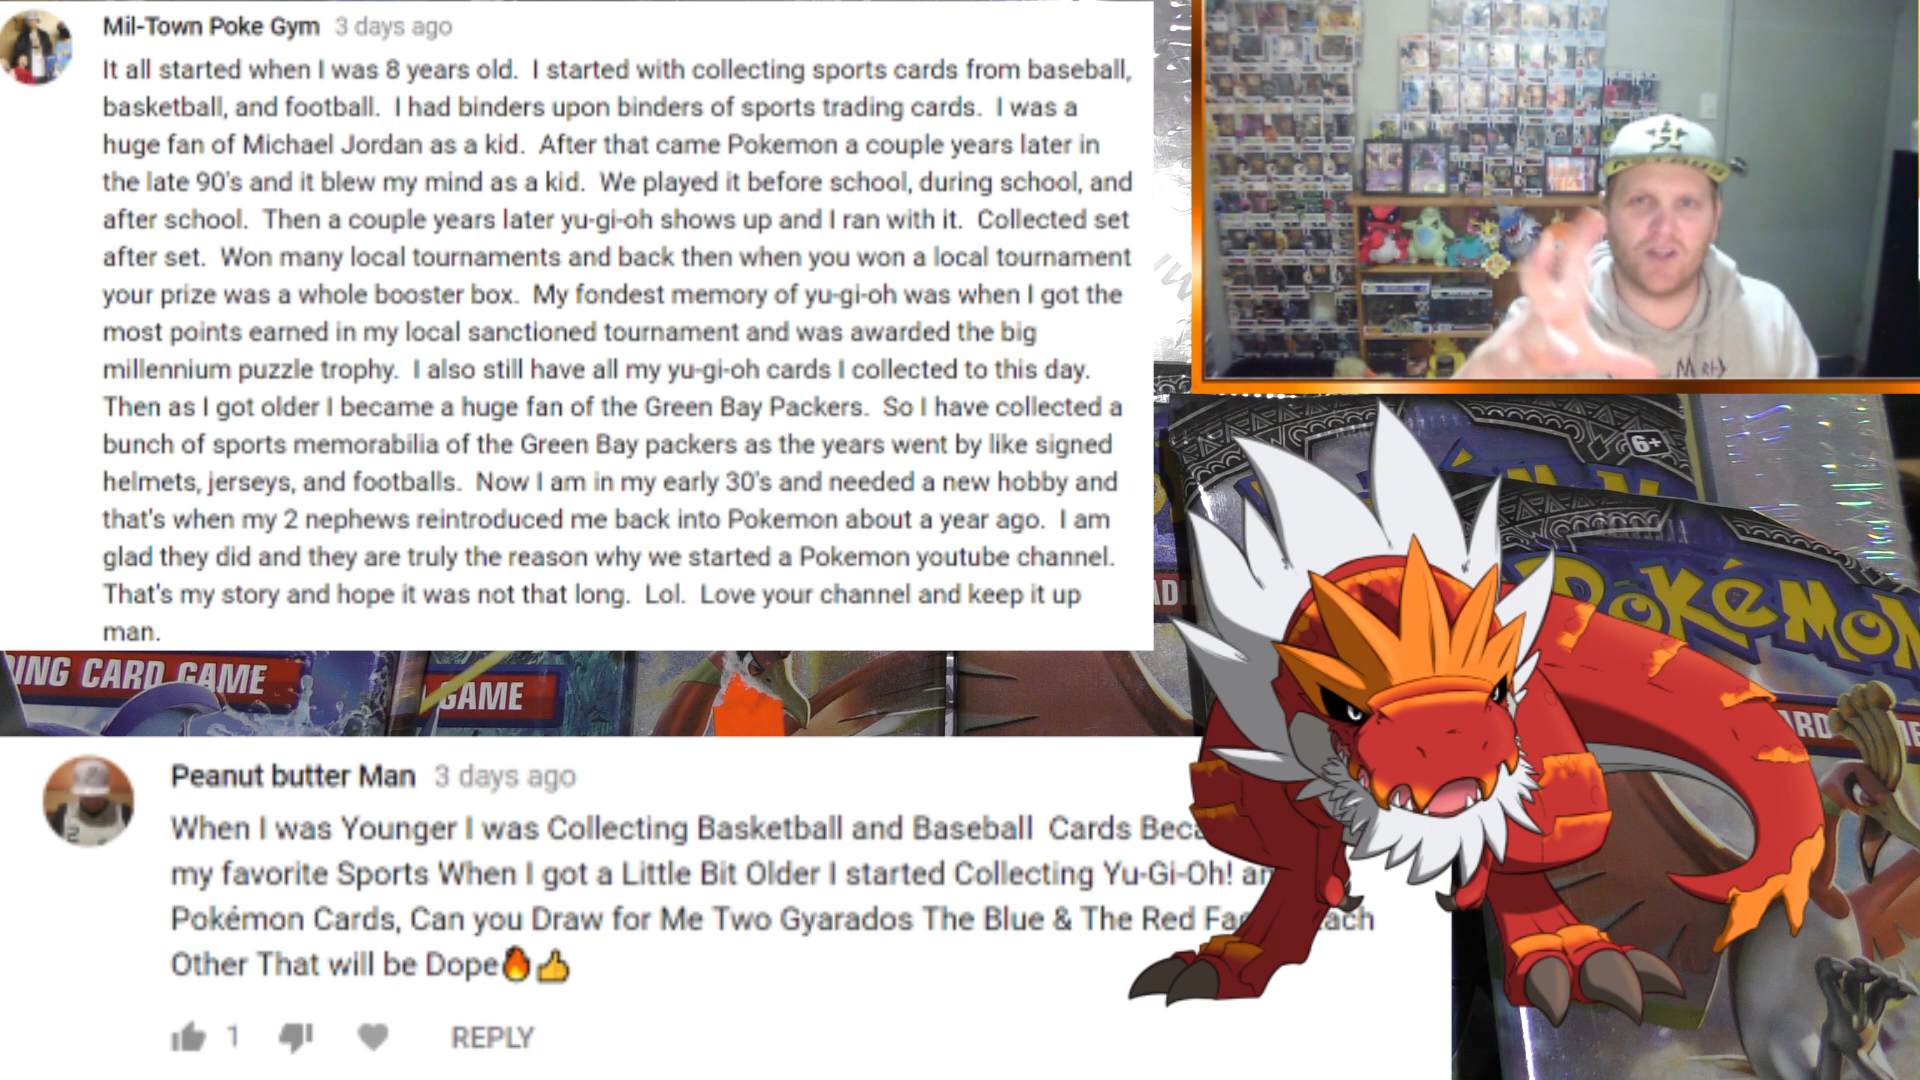 Mil-Town Poke Gym 3 days ago
It all started when I was 8 years old.  I started with collecting sports cards from baseball,
basketball, and football.  I had binders upon binders of sports trading cards.  I was a
huge fan of Michael Jordan as a kid.  After that came Pokemon a couple years later in
the late 90's and it blew my mind as a kid.  We played it before school, during school, and
after school.  Then a couple years later yu-gi-oh shows up and I ran with it.  Collected set
after set.  Won many local tournaments and back then when you won a local tournament
your prize was a whole booster box.  My fondest memory of yu-gi-oh was when I got the
most points earned in my local sanctioned tournament and was awarded the big
millennium puzzle trophy.  I also still have all my yu-gi-oh cards I collected to this day.
Then as I got older I became a huge fan of the Green Bay Packers.  So I have collected a
bunch of sports memorabilia of the Green Bay packers as the years went by like signed
helmets, jerseys, and footballs.  Now I am in my early 30's and needed a new hobby and
that's when my 2 nephews reintroduced me back into Pokemon about a year ago.  I am
glad they did and they are truly the reason why we started a Pokemon youtube channel.
That's my story and hope it was not that long.  Lol.  Love your channel and keep it up
man.
6+
POKéMON
ING CARD GAME
GAME
Peanut butter Man 3 days ago
When I was Younger I was Collecting Basketball and Baseball  Cards Beca
my favorite Sports When I got a Little Bit Older I started Collecting Yu-Gi-Oh! an
Pokémon Cards, Can you Draw for Me Two Gyarados The Blue & The Red Fa ach
Other That will be Dope🔥👍
1 REPLY